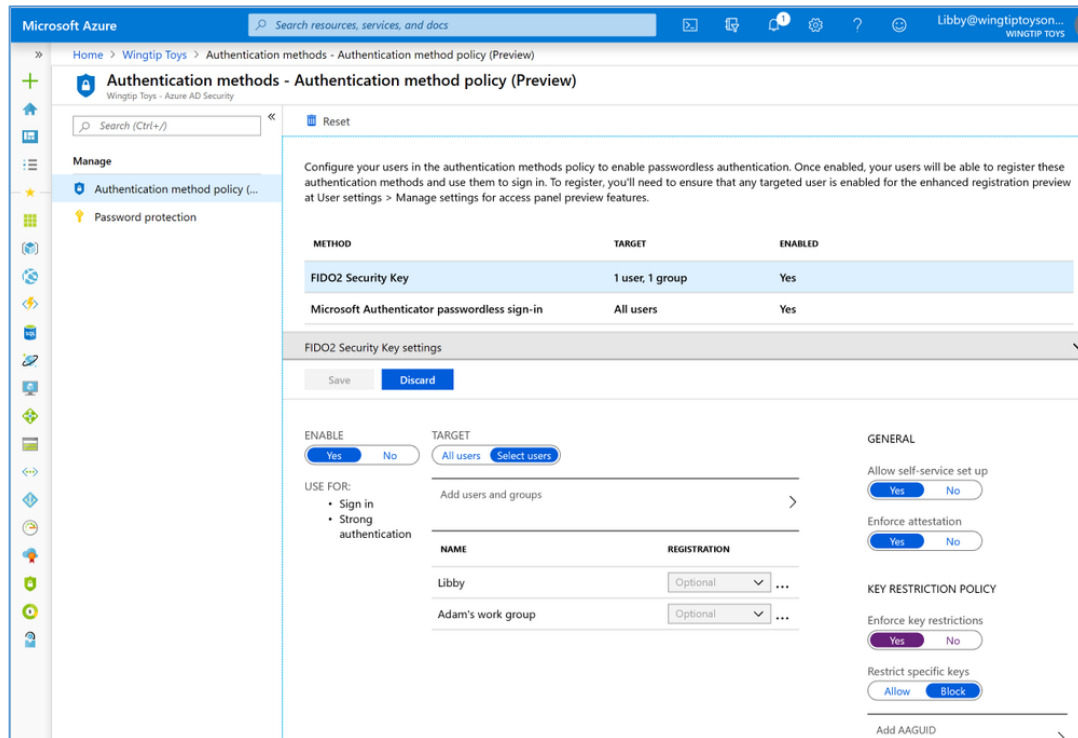 Microsoft Azure
Search resources, services, and docs
1
Libby@wingtiptoyson...
WINGTIP TOYS
Home > Wingtip Toys > Authentication methods - Authentication method policy (Preview)
Authentication methods - Authentication method policy (Preview)
Wingtip Toys - Azure AD Security
Search (Ctrl+/)
Manage
Authentication method policy (...
Password protection
Reset
Configure your users in the authentication methods policy to enable passwordless authentication. Once enabled, your users will be able to register these
authentication methods and use them to sign in. To register, you'll need to ensure that any targeted user is enabled for the enhanced registration preview
at User settings > Manage settings for access panel preview features.
METHOD TARGET ENABLED
FIDO2 Security Key 1 user, 1 group Yes
Microsoft Authenticator passwordless sign-in All users Yes
FIDO2 Security Key settings
Save Discard
ENABLE
Yes No
USE FOR:
• Sign in
• Strong
authentication
TARGET
All users Select users
Add users and groups
NAME REGISTRATION
Libby Optional ...
Adam's work group Optional ...
GENERAL
Allow self-service set up
Yes No
Enforce attestation
Yes No
KEY RESTRICTION POLICY
Enforce key restrictions
Yes No
Restrict specific keys
Allow Block
Add AAGUID